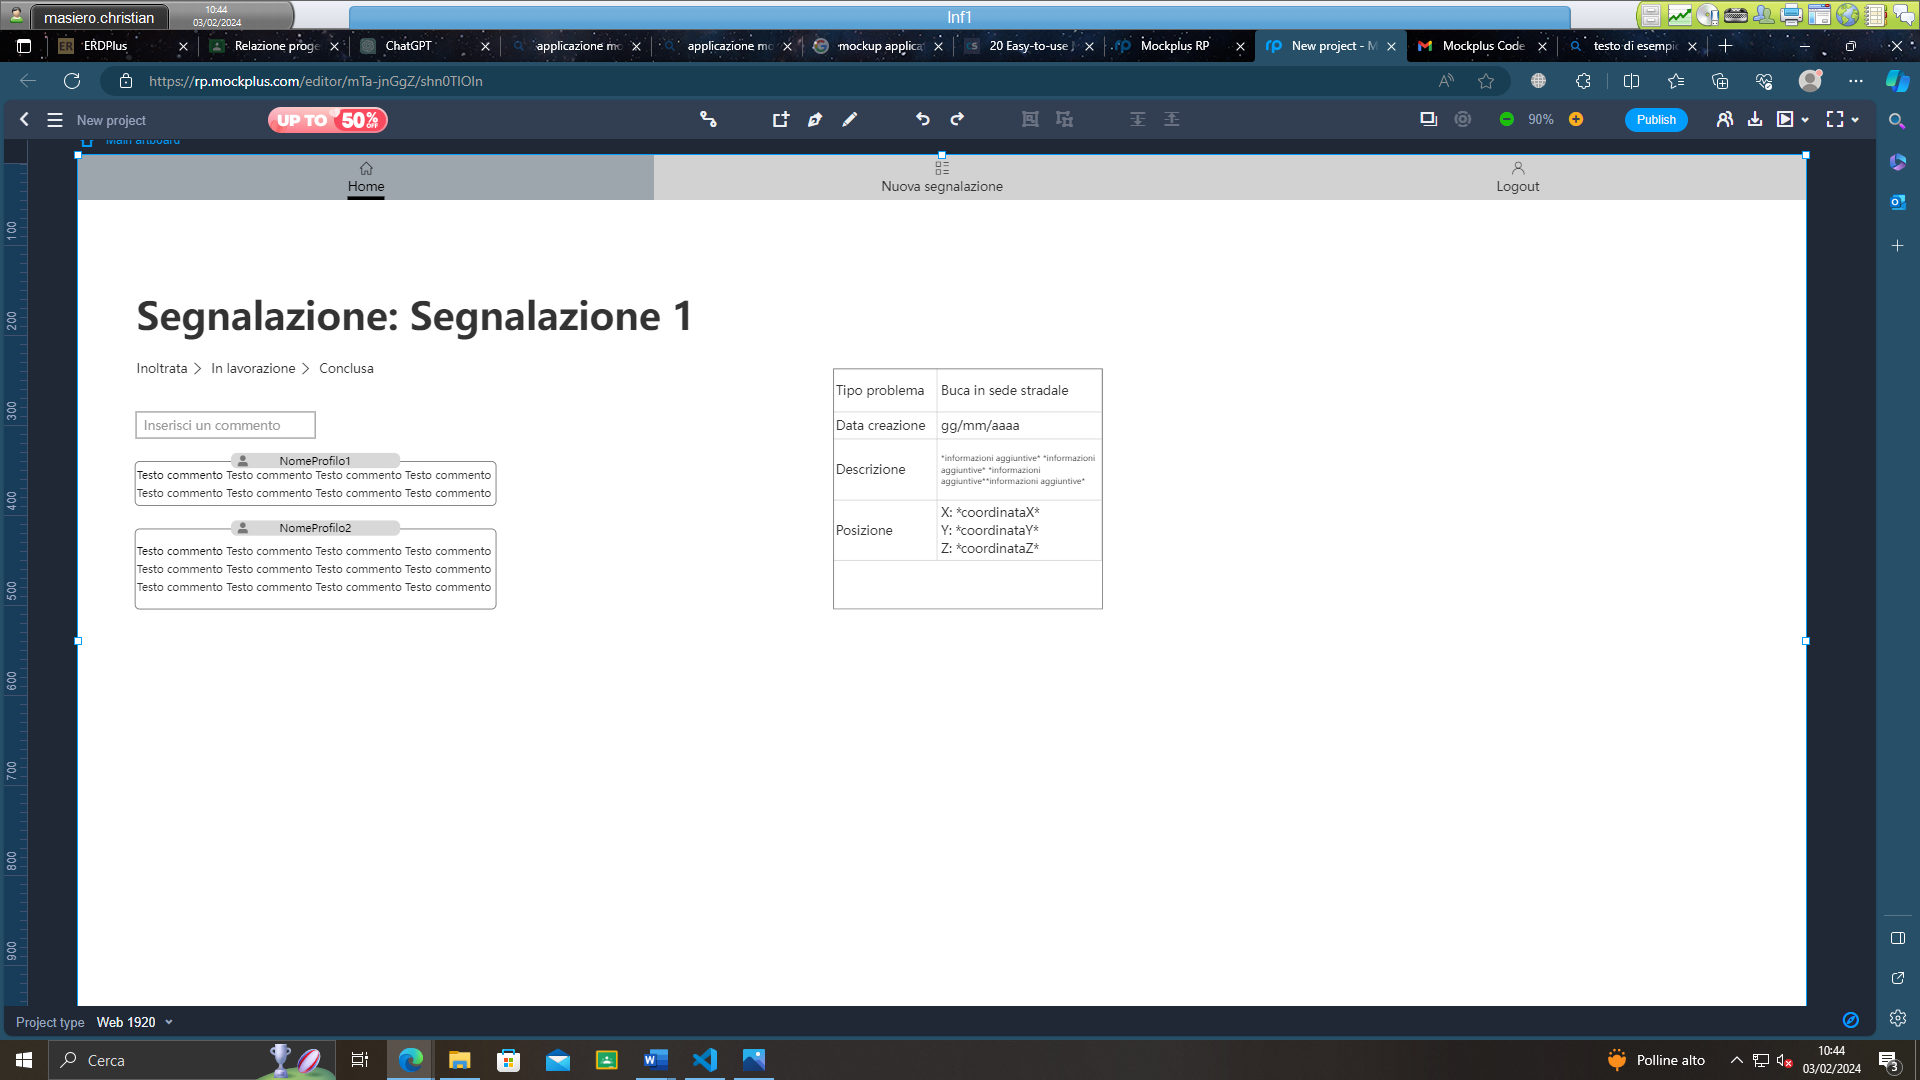 masiero.christian
10:44
03/02/2024
Inf1
ERDPlus
Relazione proge
ChatGPT
applicazione mo
applicazione mo
mockup applica
20 Easy-to-use
Mockplus RP
New project - M
Mockplus Code
testo di esempi
https://rp.mockplus.com/editor/mTa-jnGgZ/shn0TIOIn
New project
UP TO 50% OFF
90%
Publish
Main artboard
Home
Nuova segnalazione
Logout
Segnalazione: Segnalazione 1
Inoltrata
In lavorazione
Conclusa
Inserisci un commento
NomeProfilo1
Testo commento Testo commento Testo commento Testo commento
Testo commento Testo commento Testo commento Testo commento
NomeProfilo2
Testo commento Testo commento Testo commento Testo commento
Testo commento Testo commento Testo commento Testo commento
Testo commento Testo commento Testo commento Testo commento
Tipo problema
Buca in sede stradale
Data creazione
gg/mm/aaaa
Descrizione
*informazioni aggiuntive* *informazioni
aggiuntive* *informazioni
aggiuntive**informazioni aggiuntive*
Posizione
X: *coordinataX*
Y: *coordinataY*
Z: *coordinataZ*
100
200
300
400
500
600
700
800
900
Project type
Web 1920
Cerca
Polline alto
10:44
03/02/2024
3